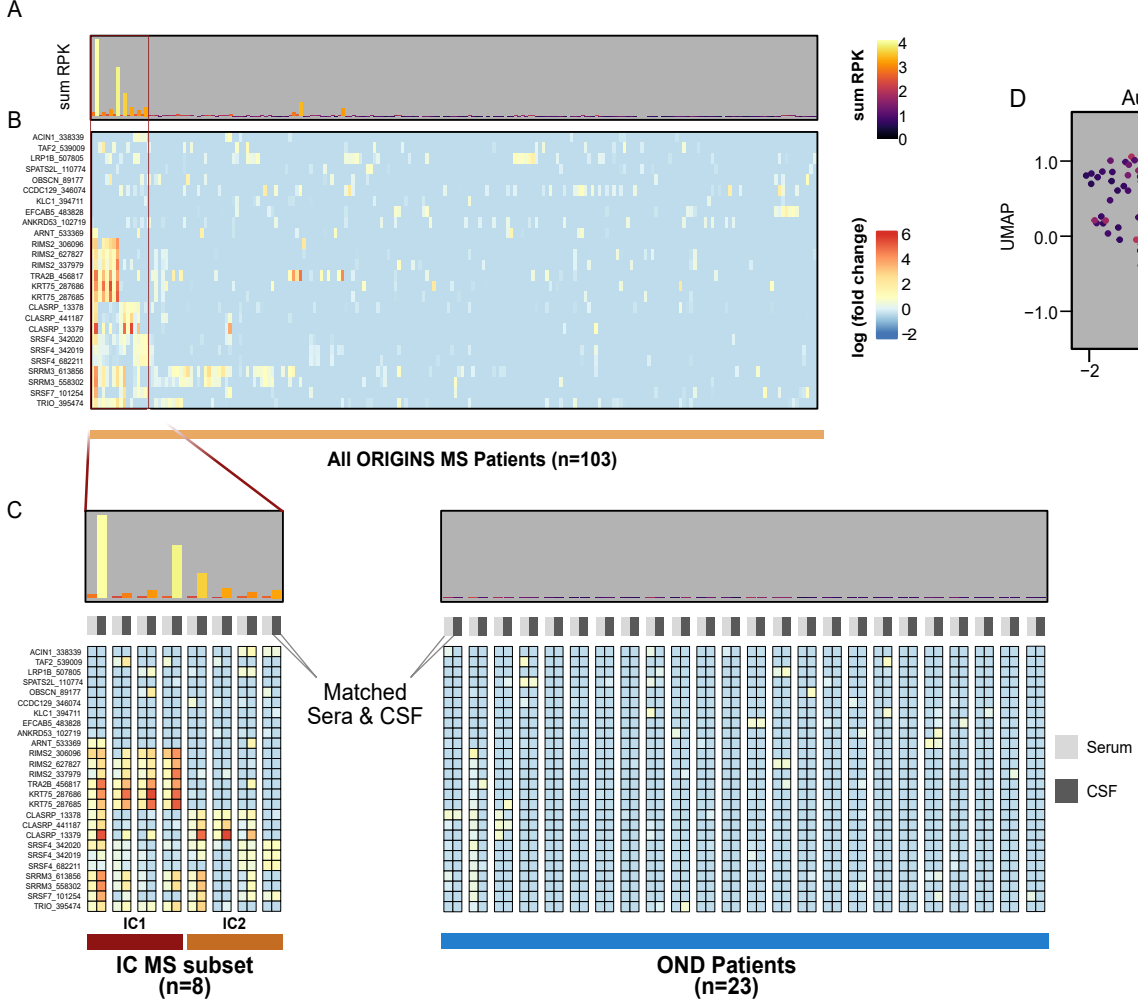 A
sum RPK
sum RPK
4
3
2
1
0
B
ACIN1_338339
TAF2_539009
LRP1B_507805
SPATS2L_110774
OBSCN_89177
CCDC129_346074
KLC1_394711
EFCAB5_483828
ANKRD53_102719
ARNT_533369
RIMS2_306096
RIMS2_627827
RIMS2_337979
TRA2B_456817
KRT75_287686
KRT75_287685
CLASRP_13378
CLASRP_441187
CLASRP_13379
SRSF4_342020
SRSF4_342019
SRSF4_682211
SRRM3_613856
SRRM3_558302
SRSF7_101254
TRIO_395474
log (fold change)
6
4
2
0
−2
All ORIGINS MS Patients (n=103)
D
Au
UMAP
1.0
0.0
−1.0
−2
C
ACIN1_338339
TAF2_539009
LRP1B_507805
SPATS2L_110774
OBSCN_89177
CCDC129_346074
KLC1_394711
EFCAB5_483828
ANKRD53_102719
ARNT_533369
RIMS2_306096
RIMS2_627827
RIMS2_337979
TRA2B_456817
KRT75_287686
KRT75_287685
CLASRP_13378
CLASRP_441187
CLASRP_13379
SRSF4_342020
SRSF4_342019
SRSF4_682211
SRRM3_613856
SRRM3_558302
SRSF7_101254
TRIO_395474
Matched
Sera & CSF
Serum
CSF
IC1
IC2
IC MS subset
(n=8)
OND Patients
(n=23)